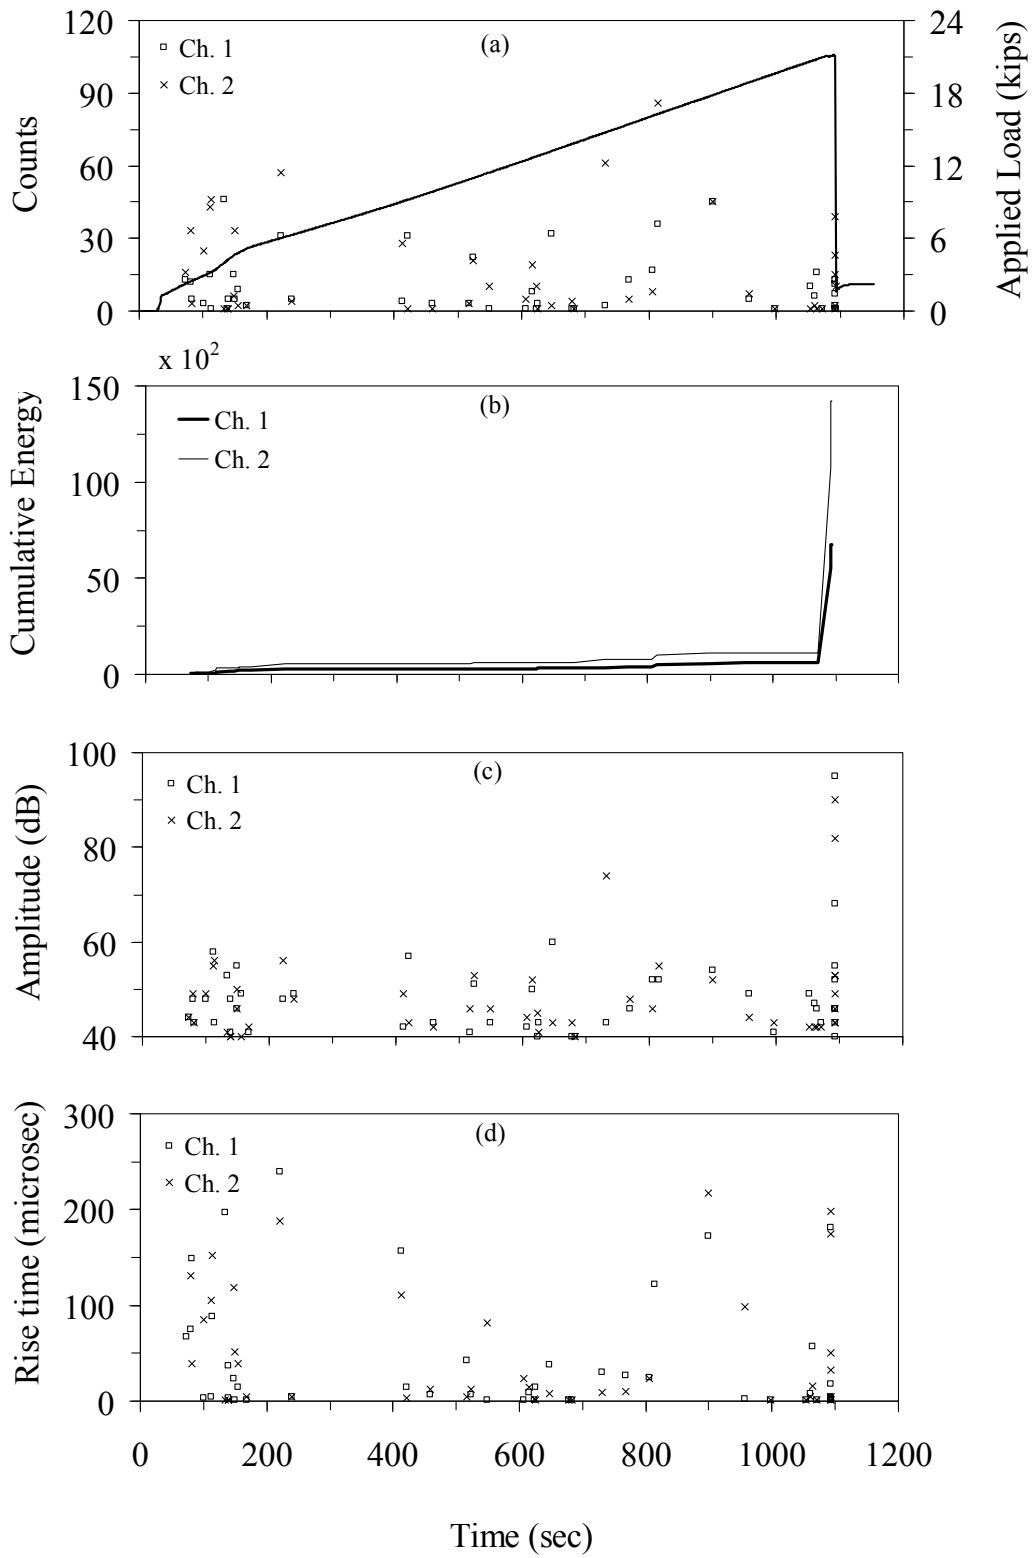 120
90
60
30
0
Counts
24
18
12
6
0
Applied Load (kips)
(a)
Ch. 1
Ch. 2
x 10²
150
100
50
0
Cumulative Energy
(b)
Ch. 1
Ch. 2
100
80
60
40
Amplitude (dB)
(c)
Ch. 1
Ch. 2
300
200
100
0
Rise time (microsec)
(d)
Ch. 1
Ch. 2
0 200 400 600 800 1000 1200
Time (sec)